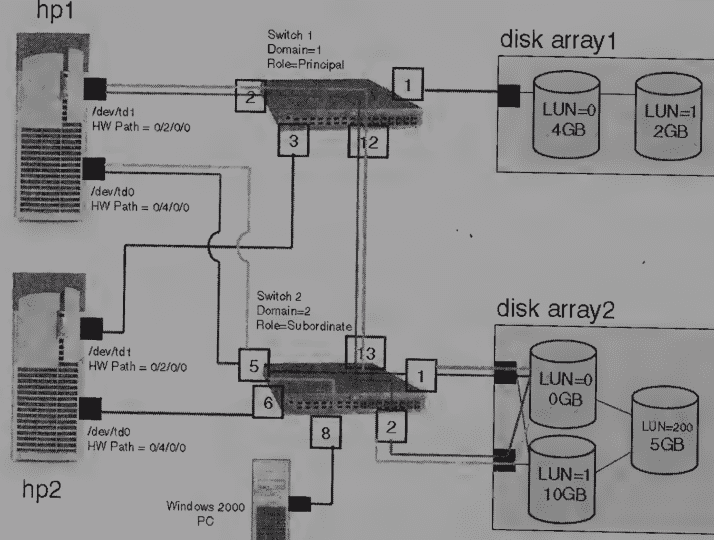 hp1
Switch 1
Domain=1
Role=Principal
disk array1
1
2
/dev/td1
HW Path = 0/2/0/0
3
12
LUN=0
4GB
LUN=1
2GB
/dev/td0
HW Path = 0/4/0/0
Switch 2
Domain=2
Role=Subordinate
disk array2
/dev/td1
HW Path = 0/2/0/0
13
5
1
6
2
8
LUN=0
0GB
LUN=200
5GB
LUN=1
10GB
/dev/td0
HW Path = 0/4/0/0
hp2
Windows 2000
PC